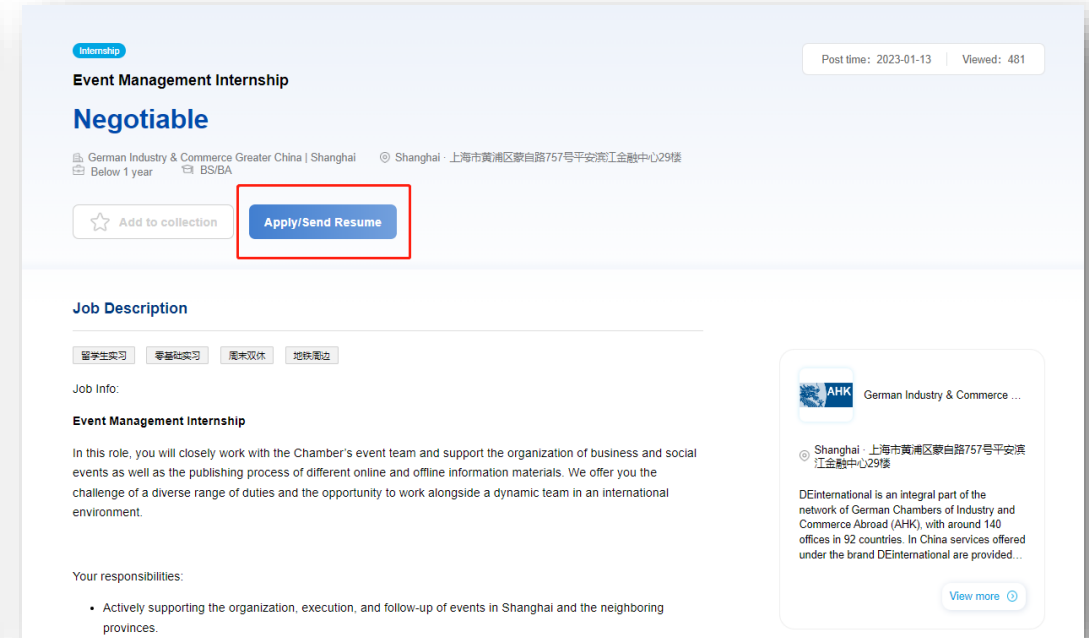 Internship
Post time: 2023-01-13 Viewed: 481
Event Management Internship
Negotiable
German Industry & Commerce Greater China | Shanghai Shanghai · 上海市黄浦区蒙自路757号平安滨江金融中心29楼
Below 1 year BS/BA
Add to collection Apply/Send Resume
Job Description
留学生实习 零基础实习 周末双休 地铁周边
Job Info:
Event Management Internship
In this role, you will closely work with the Chamber's event team and support the organization of business and social
events as well as the publishing process of different online and offline information materials. We offer you the
challenge of a diverse range of duties and the opportunity to work alongside a dynamic team in an international
environment.
Your responsibilities:
• Actively supporting the organization, execution, and follow-up of events in Shanghai and the neighboring
provinces.
AHK
German Industry & Commerce ...
Shanghai · 上海市黄浦区蒙自路757号平安滨
江金融中心29楼
DEinternational is an integral part of the
network of German Chambers of Industry and
Commerce Abroad (AHK), with around 140
offices in 92 countries. In China services offered
under the brand DEinternational are provided...
View more